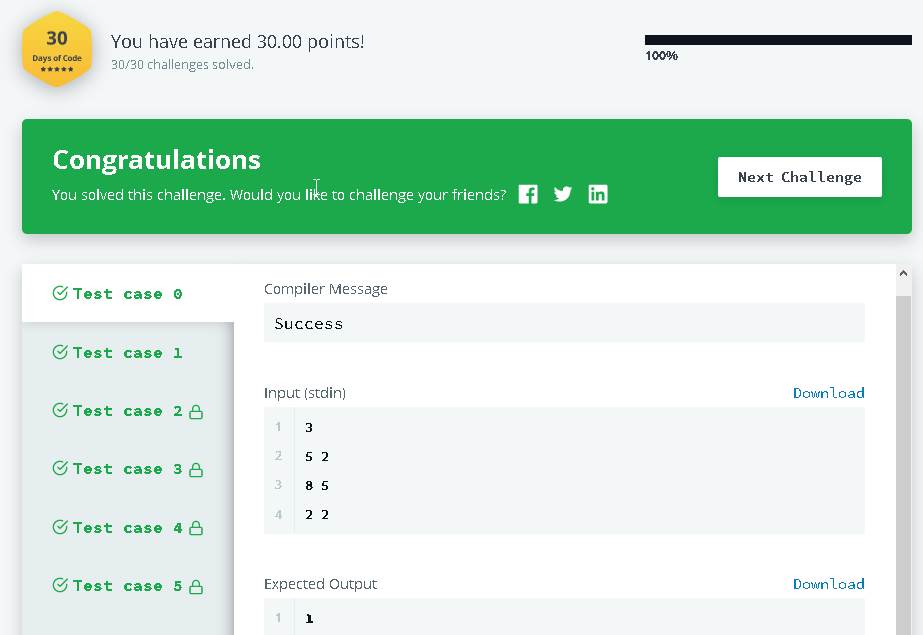 30
Days of Code
You have earned 30.00 points!
30/30 challenges solved.
100%
Congratulations
You solved this challenge. Would you like to challenge your friends?
Next Challenge
Test case 0
Test case 1
Test case 2
Test case 3
Test case 4
Test case 5
Compiler Message
Success
Input (stdin)
Download
1 3
2 5 2
3 8 5
4 2 2
Expected Output
Download
1 1